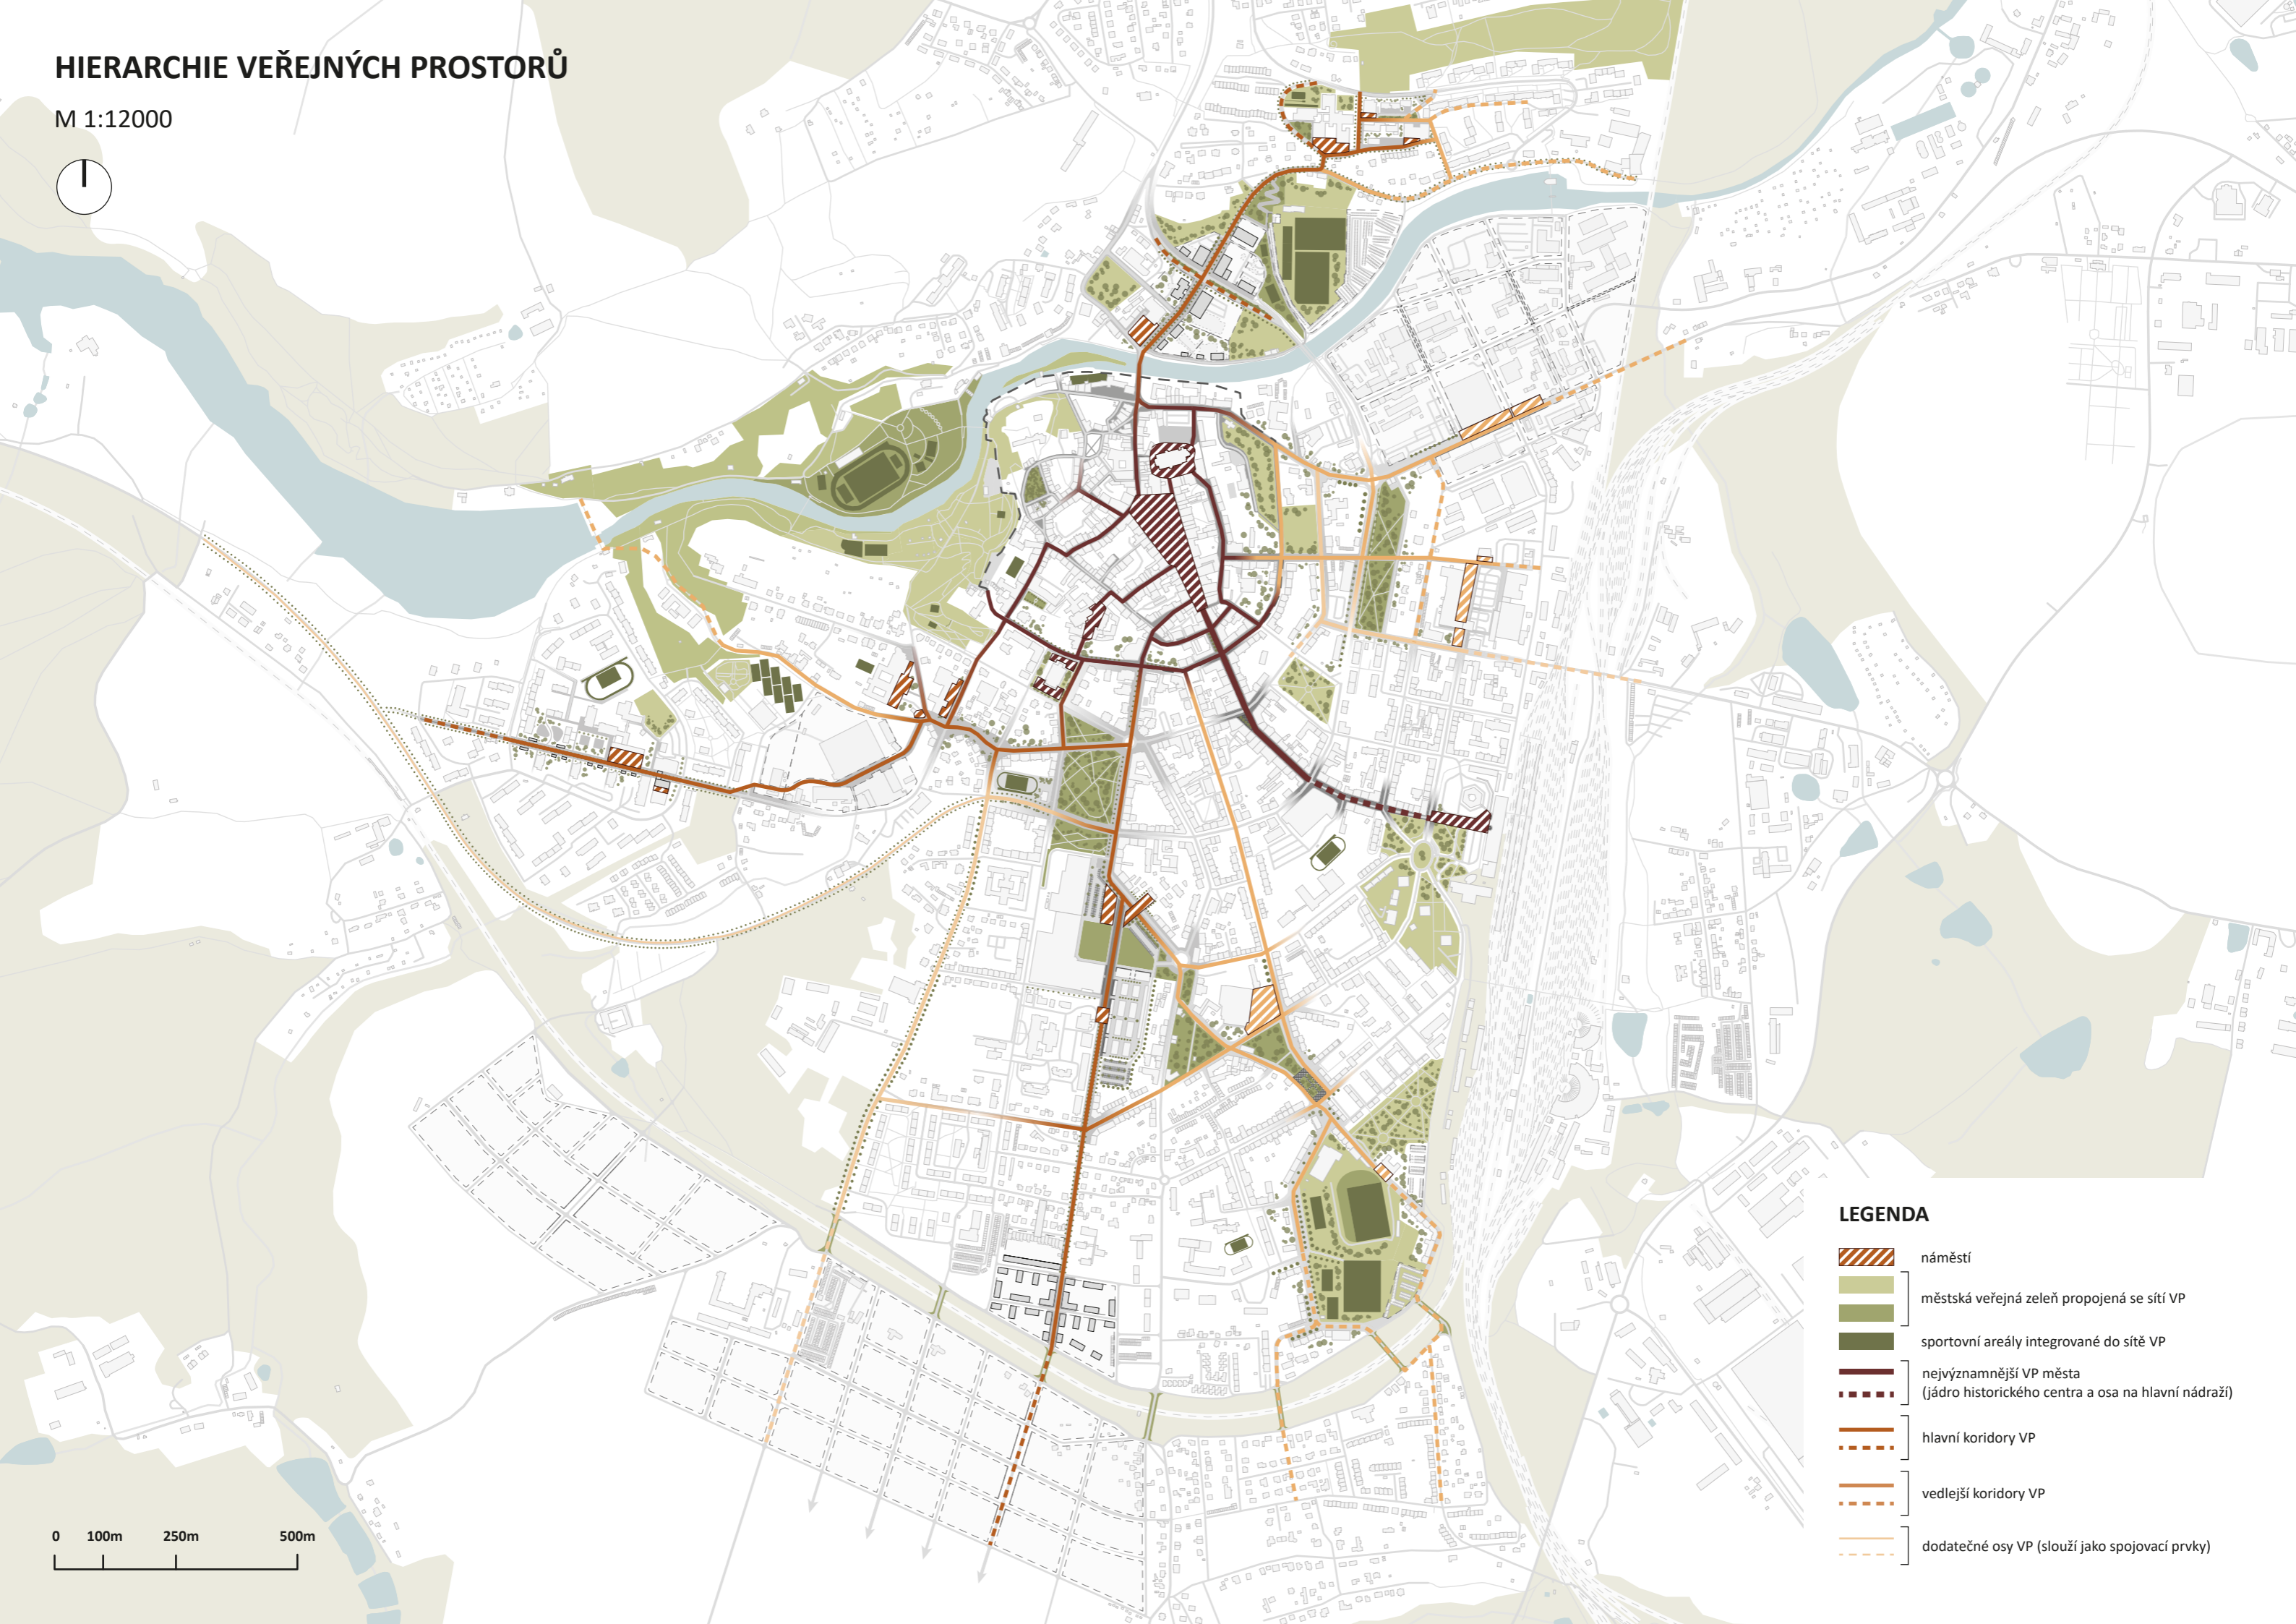 HIERARCHIE VEŘEJNÝCH PROSTORŮ
M 1:12000
LEGENDA
náměstí
městská veřejná zeleň propojená se sítí VP
sportovní areály integrované do sítě VP
nejvýznamnější VP města
(jádro historického centra a osa na hlavní nádraží)
hlavní koridory VP
vedlejší koridory VP
dodatečné osy VP (slouží jako spojovací prvky)
0 100m 250m 500m